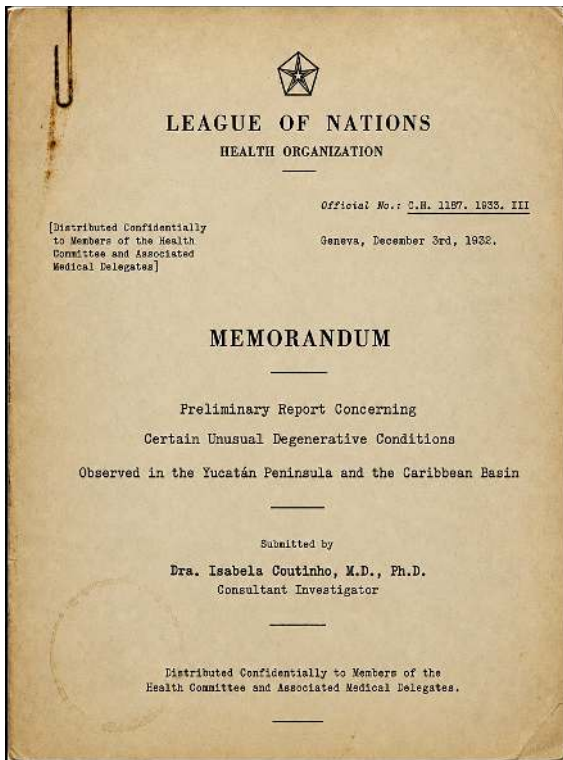 LEAGUE OF NATIONS
HEALTH ORGANIZATION
Official No.: C.H. 1187. 1933. III
[Distributed Confidentially
to Members of the Health
Committee and Associated
Medical Delegates]
Geneva, December 3rd, 1932.
MEMORANDUM
Preliminary Report Concerning
Certain Unusual Degenerative Conditions
Observed in the Yucatán Peninsula and the Caribbean Basin
Submitted by
Dra. Isabela Coutinho, M.D., Ph.D.
Consultant Investigator
Distributed Confidentially to Members of the
Health Committee and Associated Medical Delegates.